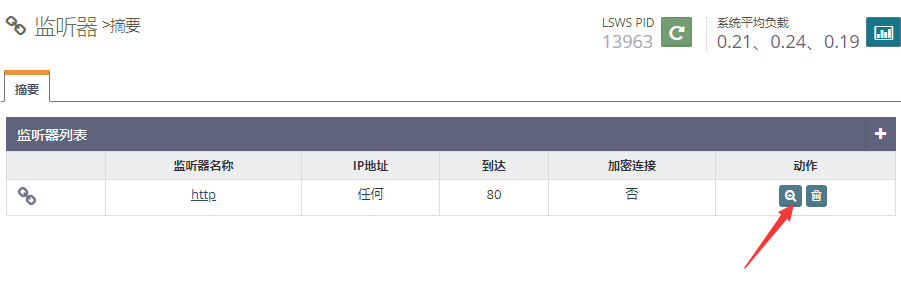 监听器 >摘要
LSWS PID
13963
系统平均负载
0.21、0.24、0.19
摘要
监听器列表
监听器名称 IP地址 到达 加密连接 动作
http 任何 80 否